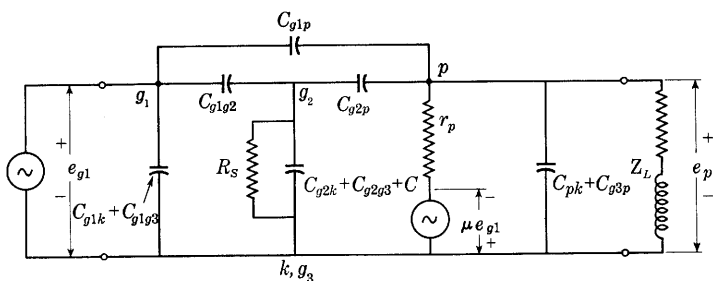 C_{g1p}
g_1
C_{g1g2}
g_2
C_{g2p}
p
+
e_{g1}
−
C_{g1k} + C_{g1g3}
R_S
C_{g2k} + C_{g2g3} + C
r_p
−
μe_{g1}
+
C_{pk} + C_{g3p}
Z_L
+
e_p
−
k, g_3